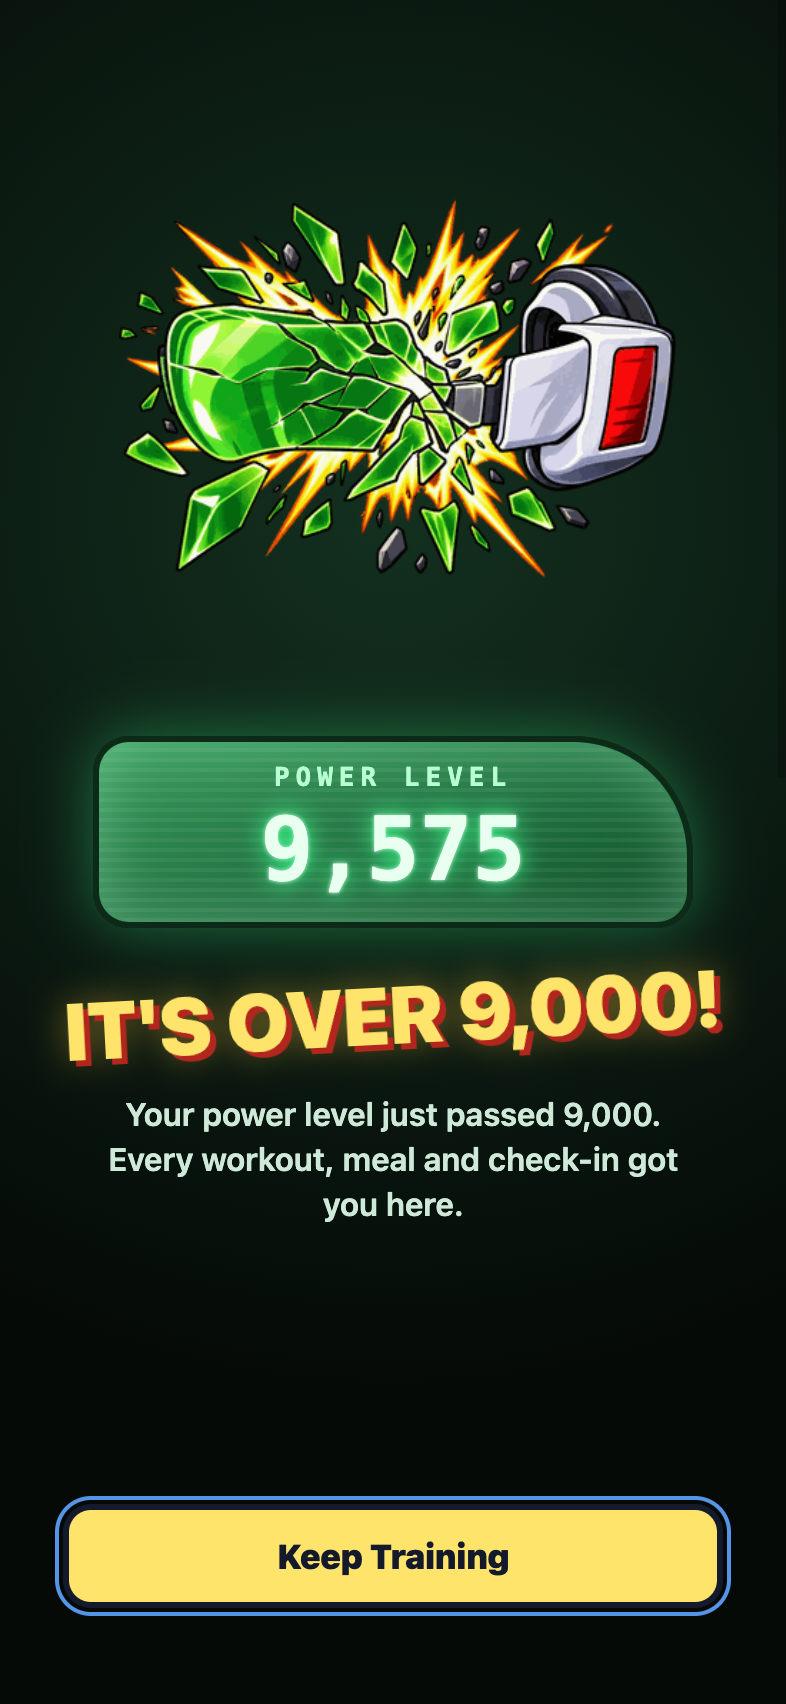 POWER LEVEL
9,575
IT'S OVER 9,000!
Your power level just passed 9,000.
Every workout, meal and check-in got
you here.
Keep Training